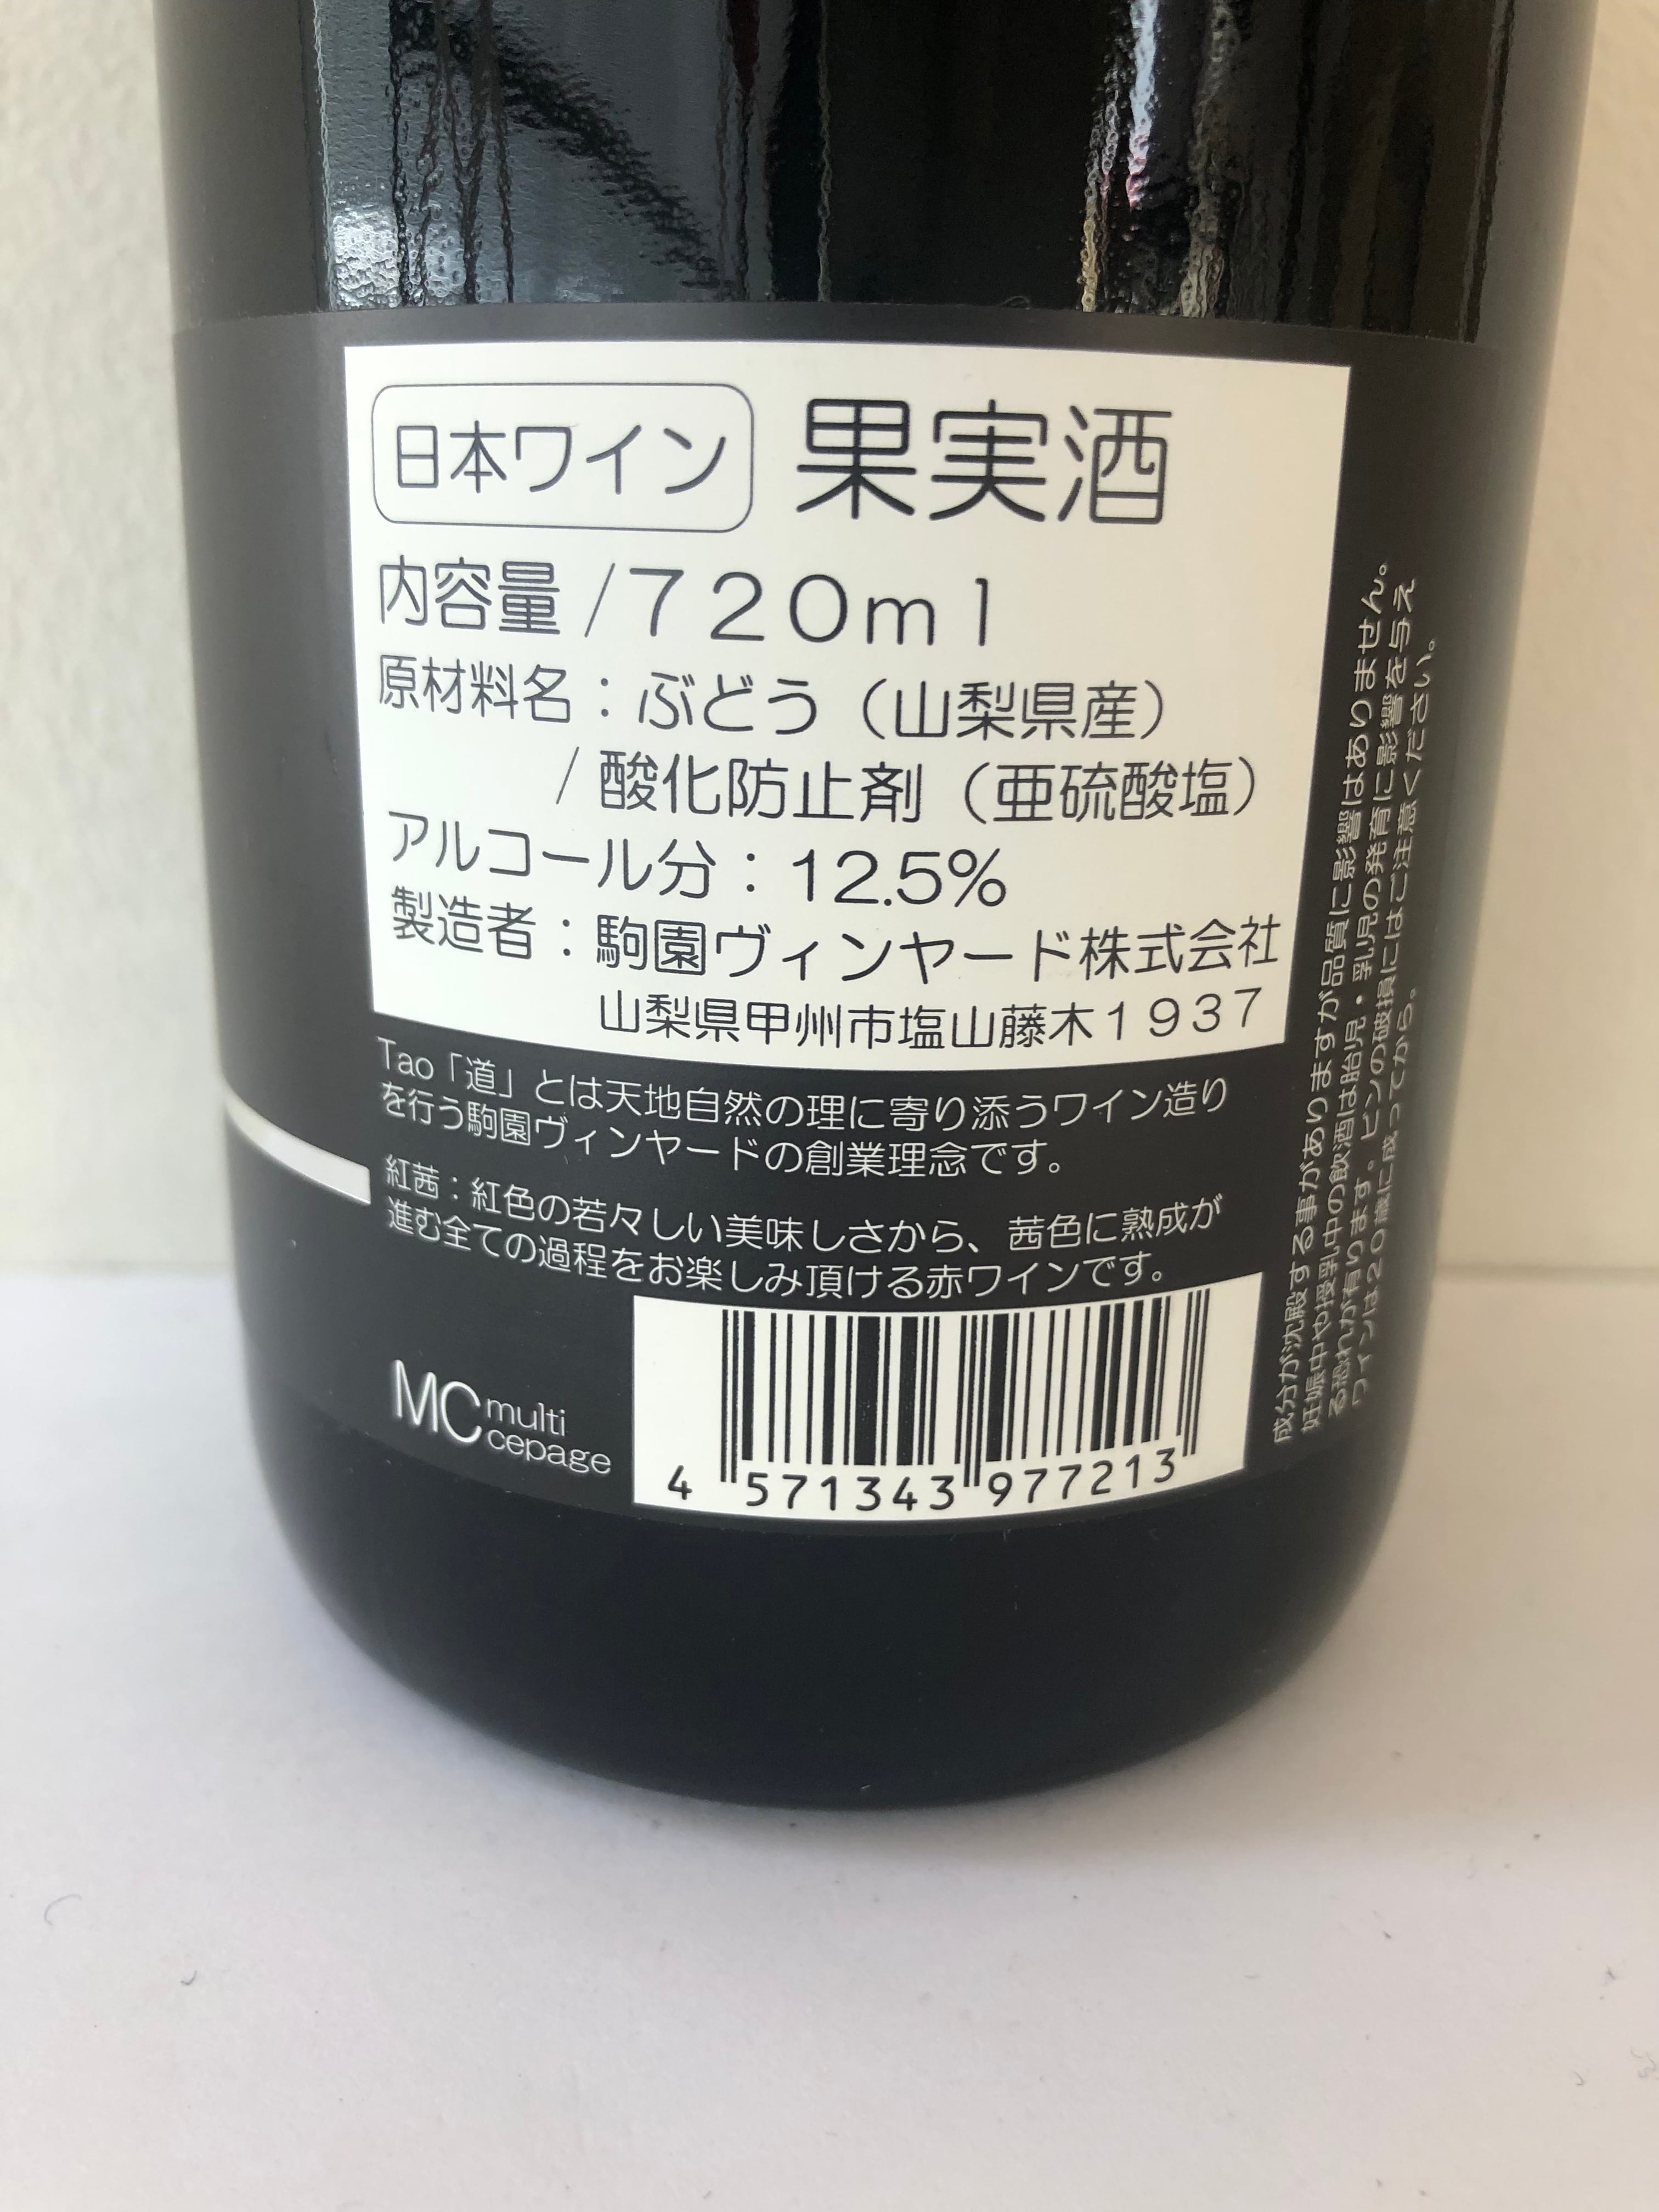 日本ワイン 果実酒
内容量/720ml
原材料名：ぶどう（山梨県産）
/酸化防止剤（亜硫酸塩）
アルコール分：12.5%
製造者：駒園ヴィンヤード株式会社
山梨県甲州市塩山藤木1937
Tao「道」とは天地自然の理に寄り添うワイン造り
を行う駒園ヴィンヤードの創業理念です。
紅茜：紅色の若々しい美味しさから、茜色に熟成が
進む全ての過程をお楽しみ頂ける赤ワインです。
MC multi
cepage
4 571343 977213
成分が沈殿する事がありますが品質に影響はありません。
妊娠中や授乳中の飲酒は胎児・乳児の発育に影響を与え
る恐れが有ります。ビンの破損にはご注意ください。
ワインは20歳に成ってから。